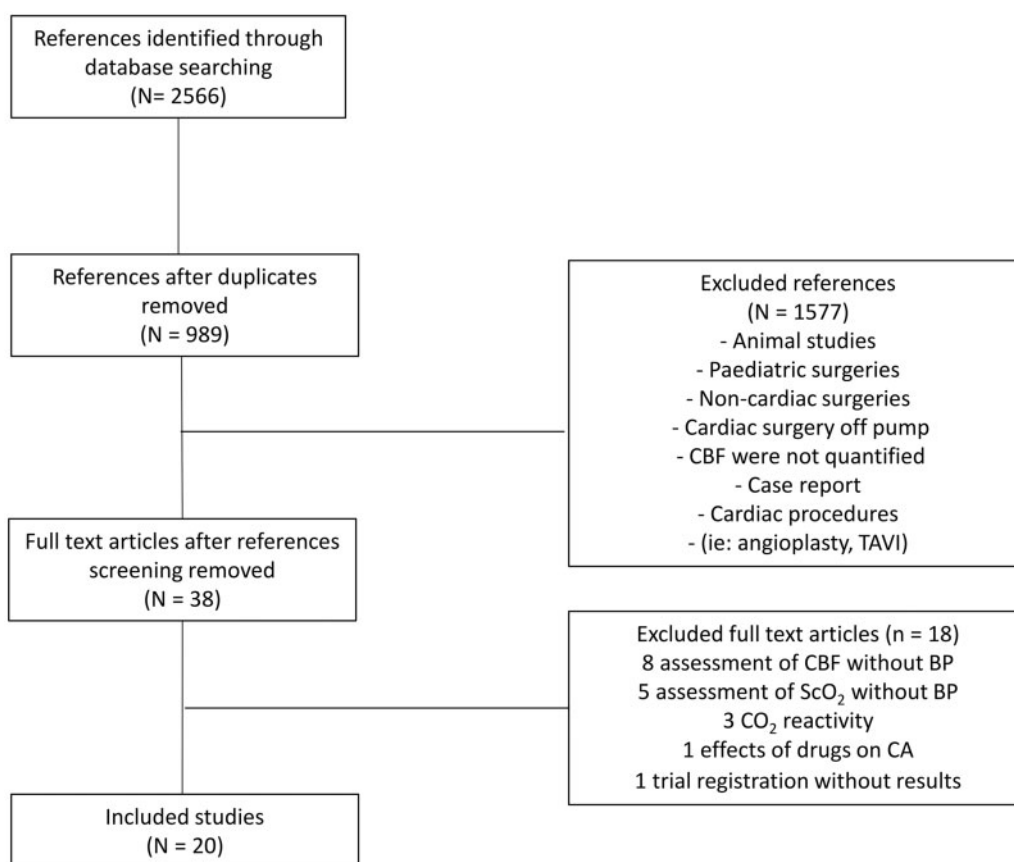 References identified through
database searching
(N= 2566)
References after duplicates
removed
(N = 989)
Excluded references
(N = 1577)
- Animal studies
- Paediatric surgeries
- Non-cardiac surgeries
- Cardiac surgery off pump
- CBF were not quantified
- Case report
- Cardiac procedures
- (ie: angioplasty, TAVI)
Full text articles after references
screening removed
(N = 38)
Excluded full text articles (n = 18)
8 assessment of CBF without BP
5 assessment of ScO₂ without BP
3 CO₂ reactivity
1 effects of drugs on CA
1 trial registration without results
Included studies
(N = 20)